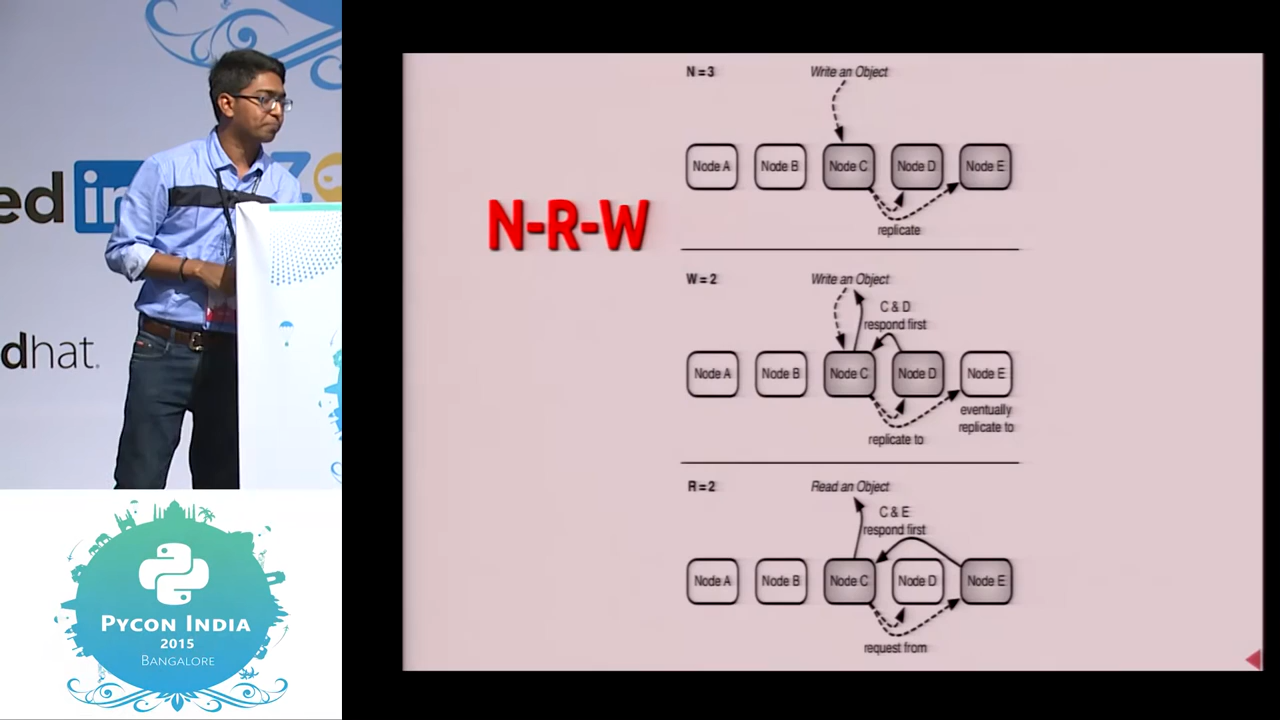 ed in
dhat.
PYCON INDIA
2015
BANGALORE
N-R-W
N = 3
Write an Object
Node A
Node B
Node C
Node D
Node E
replicate
W = 2
Write an Object
C & D
respond first
Node A
Node B
Node C
Node D
Node E
eventually
replicate to
replicate to
R = 2
Read an Object
C & E
respond first
Node A
Node B
Node C
Node D
Node E
request from